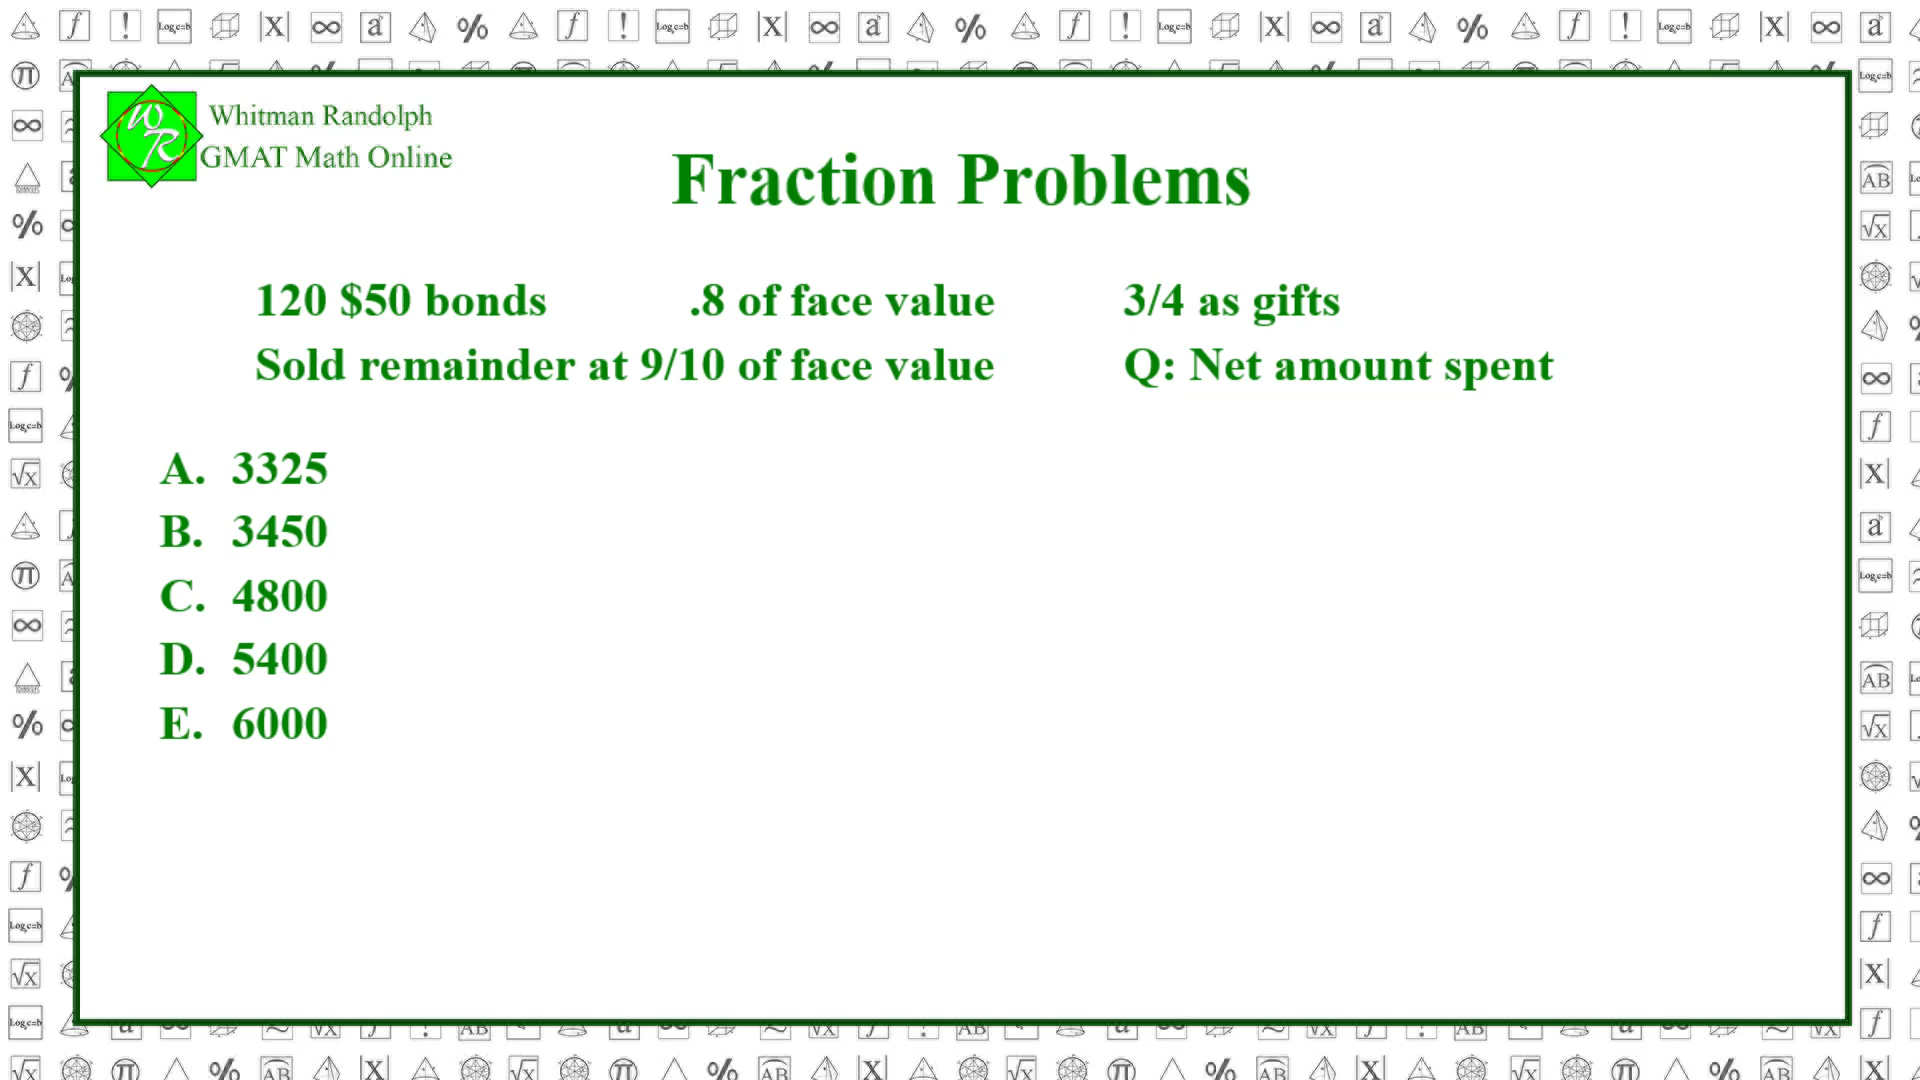 Whitman Randolph
GMAT Math Online
Fraction Problems
120 $50 bonds .8 of face value 3/4 as gifts
Sold remainder at 9/10 of face value Q: Net amount spent
A. 3325
B. 3450
C. 4800
D. 5400
E. 6000